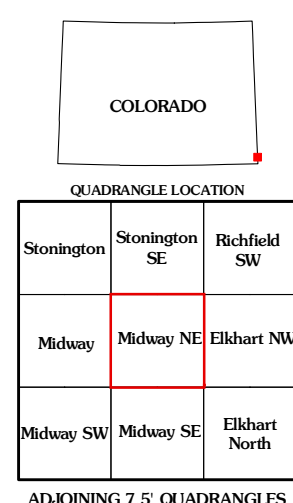 COLORADO
QUADRANGLE LOCATION
Stonington
Stonington
SE
Richfield
SW
Midway
Midway NE
Elkhart NW
Midway SW
Midway SE
Elkhart
North
ADJOINING 7.5' QUADRANGLES